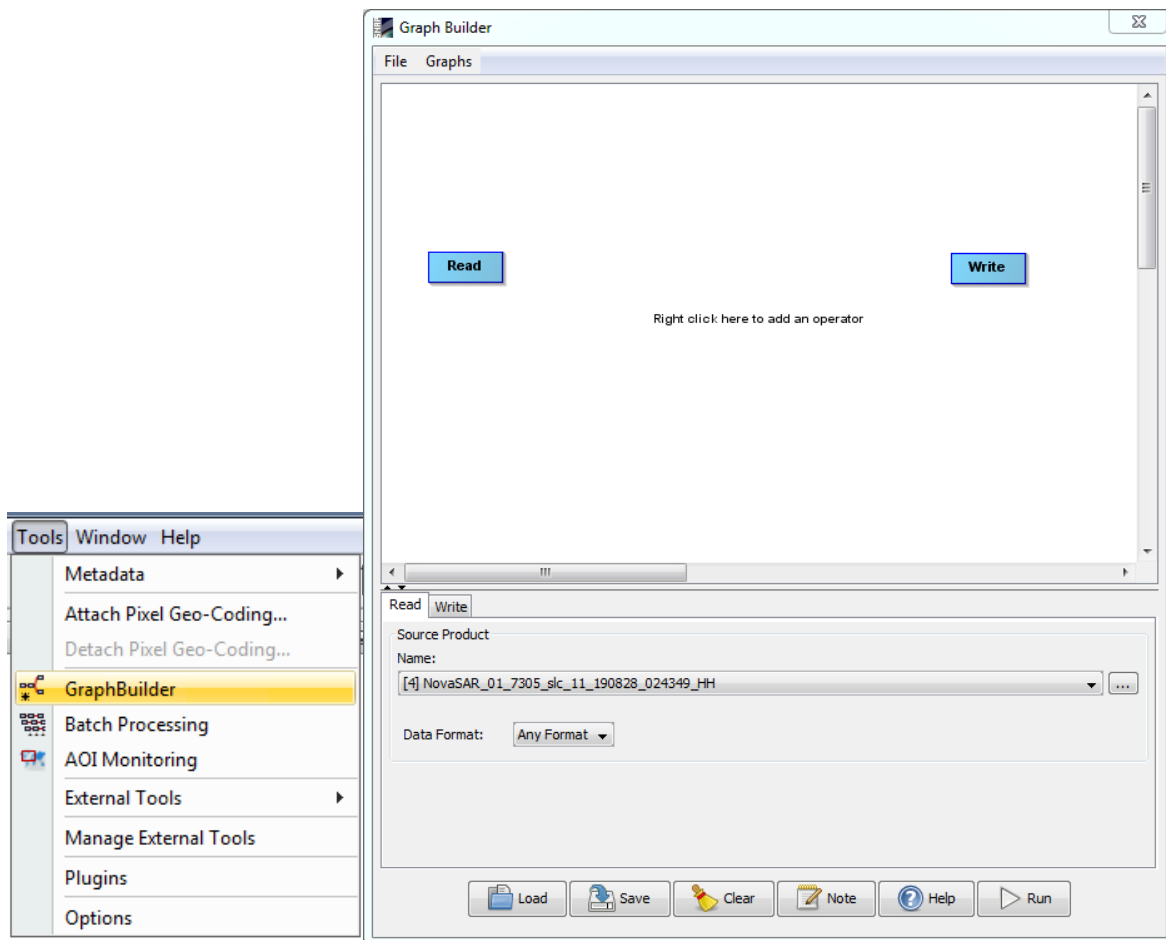 Graph Builder
File Graphs
Read
Write
Right click here to add an operator
Tools Window Help
Metadata
Attach Pixel Geo-Coding...
Detach Pixel Geo-Coding...
GraphBuilder
Batch Processing
AOI Monitoring
External Tools
Manage External Tools
Plugins
Options
Read Write
Source Product
Name:
[4] NovaSAR_01_7305_slc_11_190828_024349_HH ...
Data Format: Any Format
Load Save Clear Note Help Run